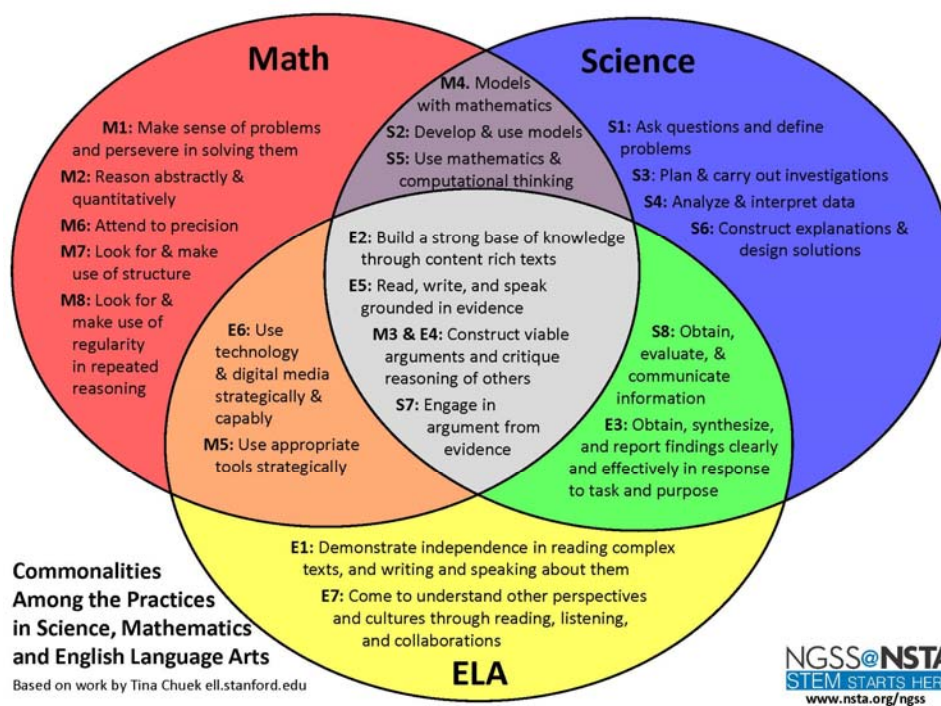 Math
Science
M1: Make sense of problems
and persevere in solving them
M2: Reason abstractly &
quantitatively
M6: Attend to precision
M7: Look for & make
use of structure
M8: Look for &
make use of
regularity
in repeated
reasoning
M4. Models
with mathematics
S2: Develop & use models
S5: Use mathematics &
computational thinking
S1: Ask questions and define
problems
S3: Plan & carry out investigations
S4: Analyze & interpret data
S6: Construct explanations &
design solutions
E2: Build a strong base of knowledge
through content rich texts
E5: Read, write, and speak
grounded in evidence
M3 & E4: Construct viable
arguments and critique
reasoning of others
S7: Engage in
argument from
evidence
E6: Use
technology
& digital media
strategically &
capably
M5: Use appropriate
tools strategically
S8: Obtain,
evaluate, &
communicate
information
E3: Obtain, synthesize,
and report findings clearly
and effectively in response
to task and purpose
E1: Demonstrate independence in reading complex
texts, and writing and speaking about them
E7: Come to understand other perspectives
and cultures through reading, listening,
and collaborations
ELA
Commonalities
Among the Practices
in Science, Mathematics
and English Language Arts
Based on work by Tina Chuek ell.stanford.edu
NGSS@NSTA
STEM STARTS HERE
www.nsta.org/ngss